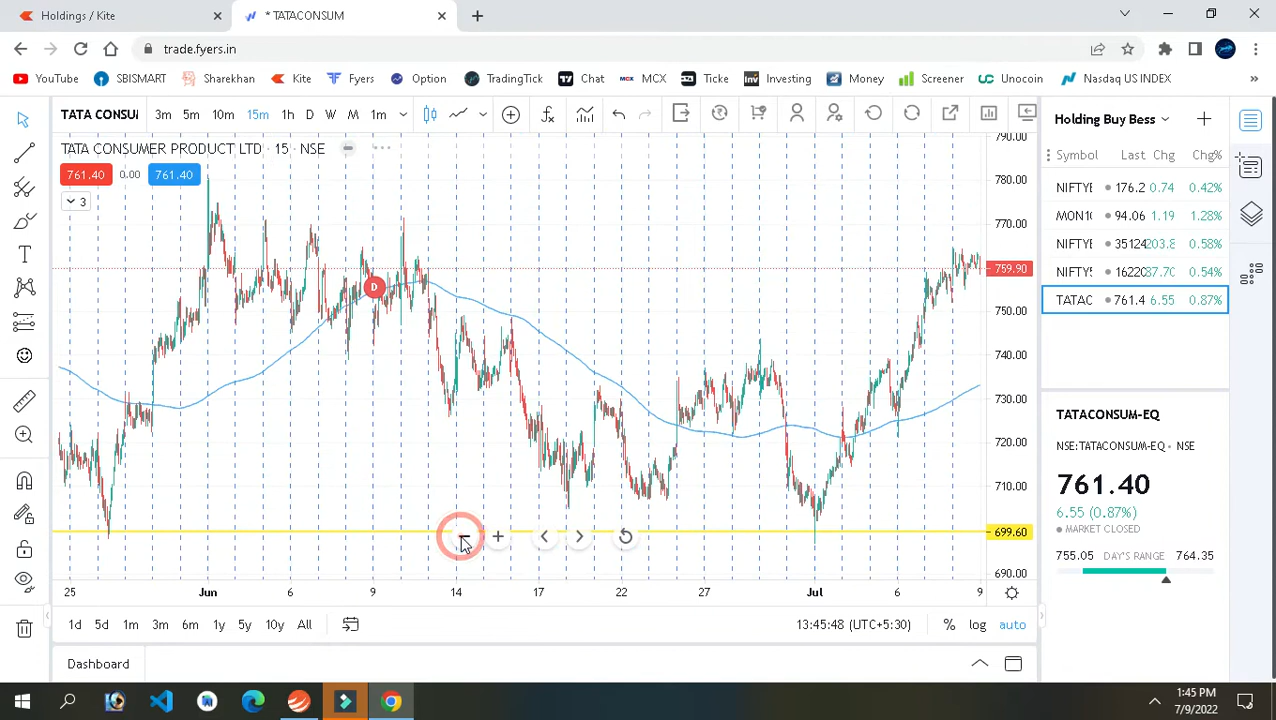 Holdings / Kite
* TATACONSUM
trade.fyers.in
YouTube
SBISMART
Sharekhan
Kite
Fyers
Option
TradingTick
Chat
MCX
Ticke
Investing
Money
Screener
Unocoin
Nasdaq US INDEX
»
TATA CONSU
3m 5m 10m 15m 1h D W M 1m
Holding Buy Bess
Symbol Last Chg Chg%
TATA CONSUMER PRODUCT LTD · 15 · NSE
761.40 0.00 761.40
3
D
790.00
780.00
770.00
759.90
750.00
740.00
730.00
720.00
710.00
699.60
690.00
25 Jun 6 9 14 17 22 27 Jul 6 9
NIFTYE 176.2 0.74 0.42%
MON1 94.06 1.19 1.28%
NIFTYE 35124 203.8 0.58%
NIFTY 16220 87.70 0.54%
TATAC 761.4 6.55 0.87%
TATACONSUM-EQ
NSE:TATACONSUM-EQ • NSE
761.40
6.55 (0.87%)
MARKET CLOSED
755.05 DAY'S RANGE 764.35
1d 5d 1m 3m 6m 1y 5y 10y All
13:45:48 (UTC+5:30)
% log auto
Dashboard
1:45 PM
7/9/2022